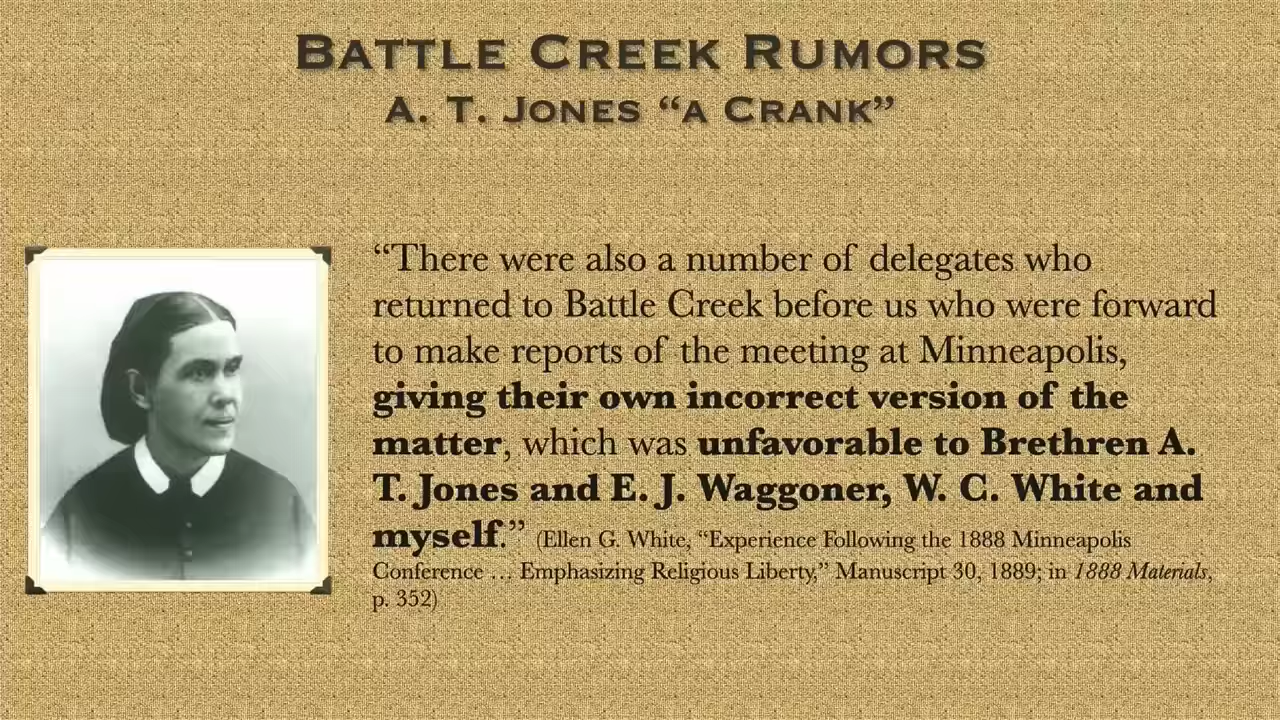 Battle Creek Rumors
A. T. Jones “a Crank”
“There were also a number of delegates who
returned to Battle Creek before us who were forward
to make reports of the meeting at Minneapolis,
giving their own incorrect version of the
matter, which was unfavorable to Brethren A.
T. Jones and E. J. Waggoner, W. C. White and
myself.” (Ellen G. White, “Experience Following the 1888 Minneapolis
Conference … Emphasizing Religious Liberty,” Manuscript 30, 1889; in 1888 Materials,
p. 352)